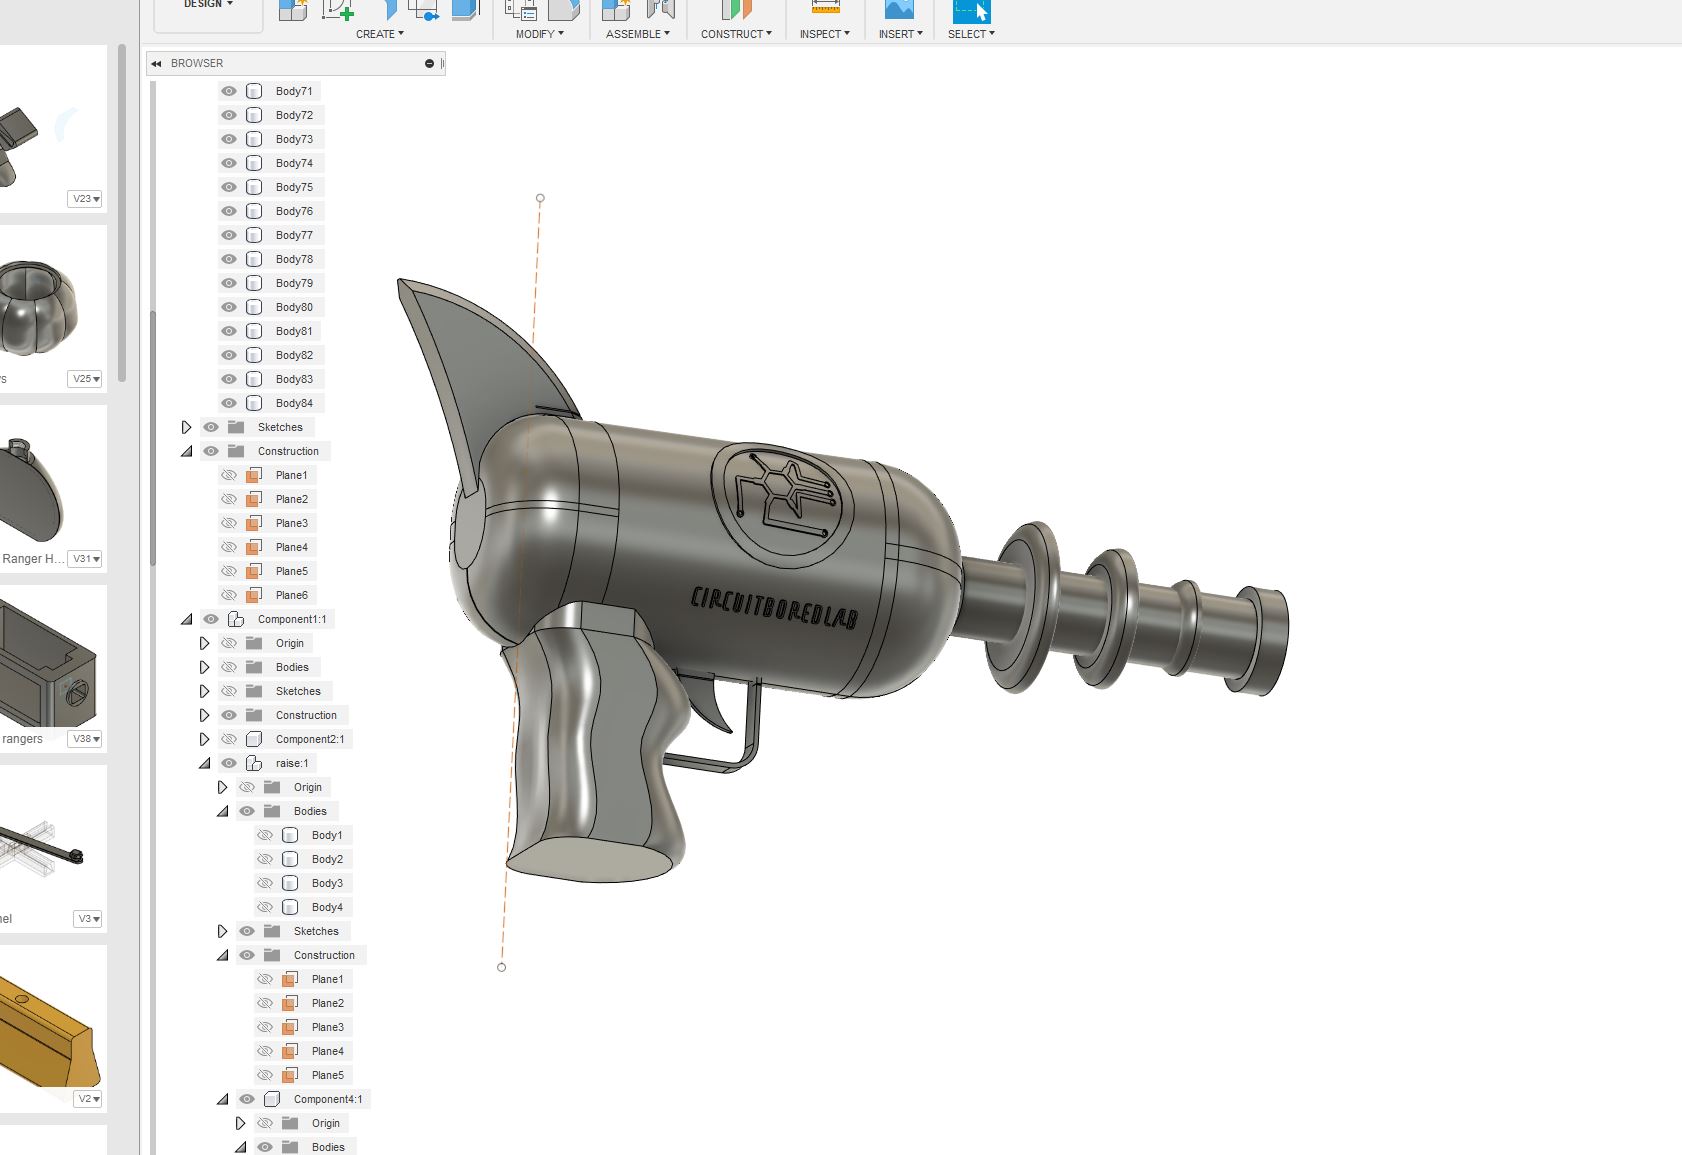 DESIGN
CREATE
MODIFY
ASSEMBLE
CONSTRUCT
INSPECT
INSERT
SELECT
BROWSER
Body71
Body72
Body73
Body74
Body75
Body76
Body77
Body78
Body79
Body80
Body81
Body82
Body83
Body84
Sketches
Construction
Plane1
Plane2
Plane3
Plane4
Plane5
Plane6
Component1:1
Origin
Bodies
Sketches
Construction
Component2:1
raise:1
Origin
Bodies
Body1
Body2
Body3
Body4
Sketches
Construction
Plane1
Plane2
Plane3
Plane4
Plane5
Component4:1
Origin
Bodies
V23
V25
Ranger H... V31
rangers V38
V3
V2
CIRCUITBOREDLAB